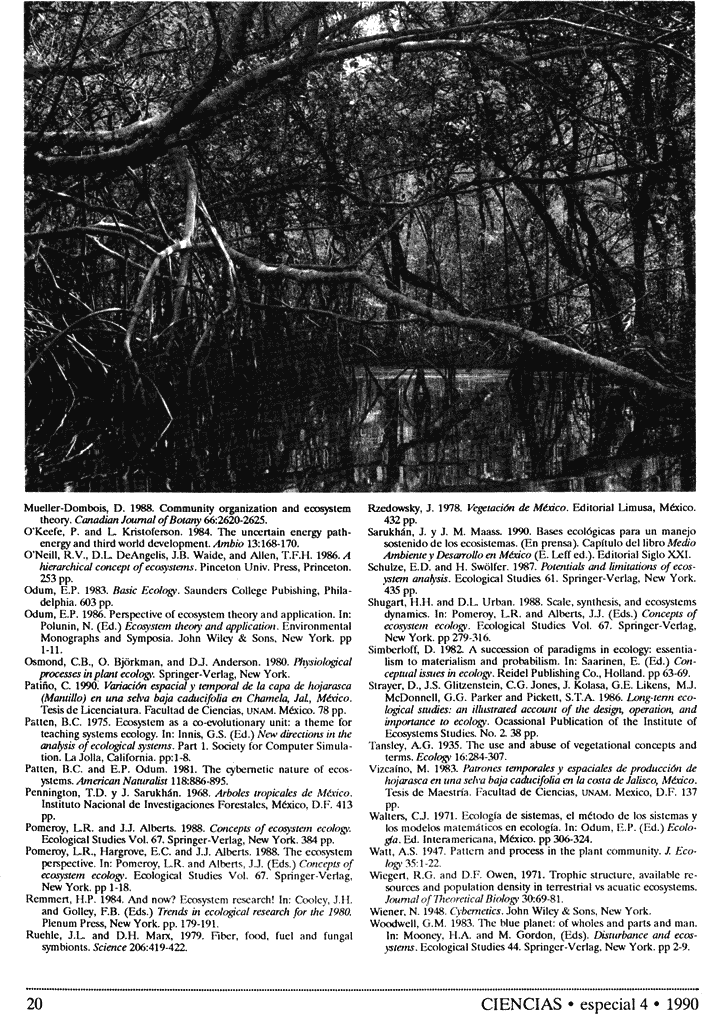 Mueller-Dombois, D. 1988. Community organization and ecosystem
theory. Canadian Journal of Botany 66:2620-2625.
O'Keefe, P. and L. Kristoferson. 1984. The uncertain energy path-
energy and third world development. Ambio 13:168-170.
O'Neill, R.V., D.L. DeAngelis, J.B. Waide, and Allen, T.F.H. 1986. A
hierarchical concept of ecosystems. Pinceton Univ. Press, Princeton.
253 pp.
Odum, E.P. 1983. Basic Ecology. Saunders College Pubishing, Phila-
delphia. 603 pp.
Odum, E.P. 1986. Perspective of ecosystem theory and application. In:
Polunin, N. (Ed.) Ecosystem theory and application. Environmental
Monographs and Symposia. John Wiley & Sons, New York. pp
1-11.
Osmond, C.B., O. Björkman, and D.J. Anderson. 1980. Physiological
processes in plant ecology. Springer-Verlag, New York.
Patiño, C. 1990. Variación espacial y temporal de la capa de hojarasca
(Mantillo) en una selva baja caducifolia en Chamela, Jal., México.
Tesis de Licenciatura. Facultad de Ciencias, UNAM. México. 78 pp.
Patten, B.C. 1975. Ecosystem as a co-evolutionary unit: a theme for
teaching systems ecology. In: Innis, G.S. (Ed.) New directions in the
analysis of ecological systems. Part 1. Society for Computer Simula-
tion. La Jolla, California. pp:1-8.
Patten, B.C. and E.P. Odum. 1981. The cybernetic nature of ecos-
ystems. American Naturalist 118:886-895.
Pennington, T.D. y J. Sarukhán. 1968. Arboles tropicales de México.
Instituto Nacional de Investigaciones Forestales, México, D.F. 413
pp.
Pomeroy, L.R. and J.J. Alberts. 1988. Concepts of ecosystem ecology.
Ecological Studies Vol. 67. Springer-Verlag, New York. 384 pp.
Pomeroy, L.R., Hargrove, E.C. and J.J. Alberts. 1988. The ecosystem
perspective. In: Pomeroy, L.R. and Alberts, J.J. (Eds.) Concepts of
ecosystem ecology. Ecological Studies Vol. 67. Springer-Verlag,
New York. pp 1-18.
Remmert, H.P. 1984. And now? Ecosystem research! In: Cooley, J.H.
and Golley, F.B. (Eds.) Trends in ecological research for the 1980.
Plenum Press, New York. pp. 179-191.
Ruehle, J.L. and D.H. Marx, 1979. Fiber, food, fuel and fungal
symbionts. Science 206:419-422.
Rzedowsky, J. 1978. Vegetación de México. Editorial Limusa, México.
432 pp.
Sarukhán, J. y J. M. Maass. 1990. Bases ecológicas para un manejo
sostenido de los ecosistemas. (En prensa). Capítulo del libro Medio
Ambiente y Desarrollo en México (E. Leff ed.). Editorial Siglo XXI.
Schulze, E.D. and H. Swölfer. 1987. Potentials and limitations of ecos-
ystem analysis. Ecological Studies 61. Springer-Verlag, New York.
435 pp.
Shugart, H.H. and D.L. Urban. 1988. Scale, synthesis, and ecosystems
dynamics. In: Pomeroy, L.R. and Alberts, J.J. (Eds.) Concepts of
ecosystem ecology. Ecological Studies Vol. 67. Springer-Verlag,
New York. pp 279-316.
Simberloff, D. 1982. A succession of paradigms in ecology: essentia-
lism to materialism and probabilism. In: Saarinen, E. (Ed.) Con-
ceptual issues in ecology. Reidel Publishing Co., Holland. pp 63-69.
Strayer, D., J.S. Glitzenstein, C.G. Jones, J. Kolasa, G.E. Likens, M.J.
McDonnell, G.G. Parker and Pickett, S.T.A. 1986. Long-term eco-
logical studies: an illustrated account of the design, operation, and
importance to ecology. Ocassional Publication of the Institute of
Ecosystems Studies. No. 2. 38 pp.
Tansley, A.G. 1935. The use and abuse of vegetational concepts and
terms. Ecology 16:284-307.
Vizcaíno, M. 1983. Patrones temporales y espaciales de producción de
hojarasca en una selva baja caducifolia en la costa de Jalisco, México.
Tesis de Maestría. Facultad de Ciencias, UNAM. Mexico, D.F. 137
pp.
Walters, C.J. 1971. Ecología de sistemas, el método de los sistemas y
los modelos matemáticos en ecología. In: Odum, E.P. (Ed.) Ecolo-
gía. Ed. Interamericana, México. pp 306-324.
Watt, A.S. 1947. Pattern and process in the plant community. J. Eco-
logy 35:1-22.
Wiegert, R.G. and D.F. Owen, 1971. Trophic structure, available re-
sources and population density in terrestrial vs acuatic ecosystems.
Journal of Theoretical Biology 30:69-81.
Wiener, N. 1948. Cybernetics. John Wiley & Sons, New York.
Woodwell, G.M. 1983. The blue planet: of wholes and parts and man.
In: Mooney, H.A. and M. Gordon, (Eds). Disturbance and ecos-
ystems. Ecological Studies 44. Springer-Verlag, New York. pp 2-9.
20
CIENCIAS • especial 4 • 1990